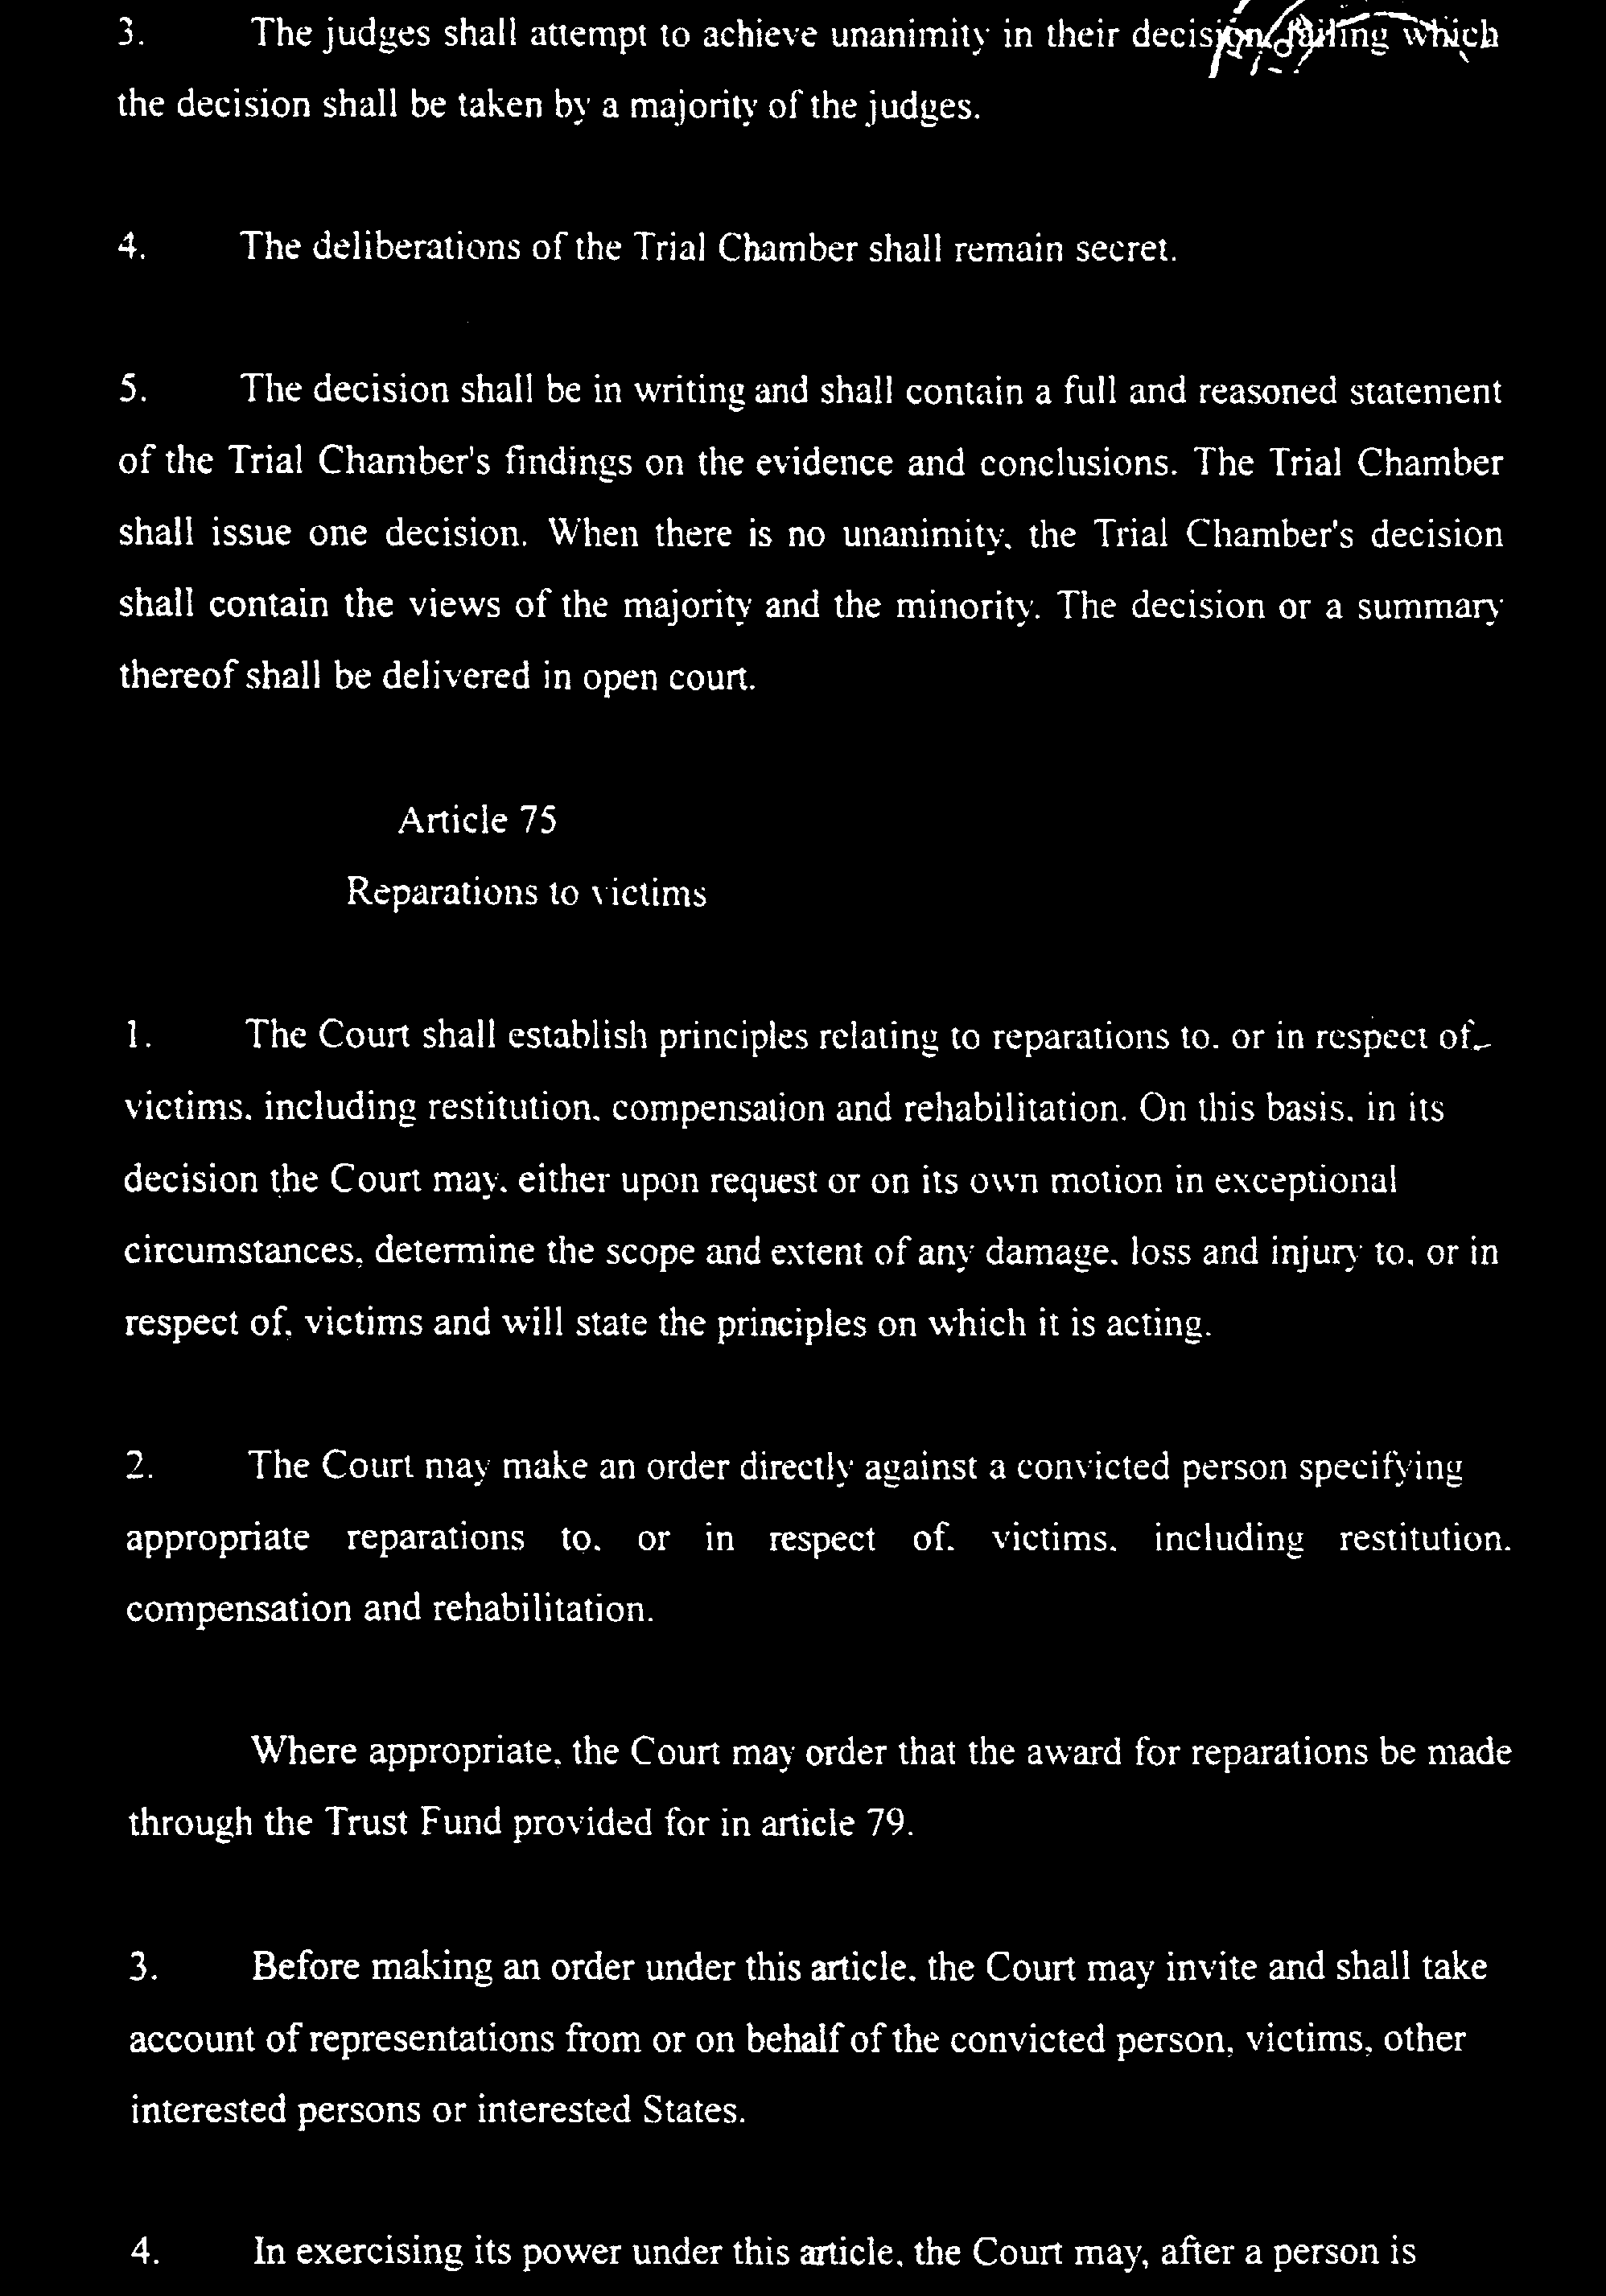 3. The judges shall attempt to achieve unanimity in their decision, failing which
the decision shall be taken by a majority of the judges.
4. The deliberations of the Trial Chamber shall remain secret.
5. The decision shall be in writing and shall contain a full and reasoned statement
of the Trial Chamber's findings on the evidence and conclusions. The Trial Chamber
shall issue one decision. When there is no unanimity, the Trial Chamber's decision
shall contain the views of the majority and the minority. The decision or a summary
thereof shall be delivered in open court.
Article 75
Reparations to victims
1. The Court shall establish principles relating to reparations to, or in respect of,
victims, including restitution, compensation and rehabilitation. On this basis, in its
decision the Court may, either upon request or on its own motion in exceptional
circumstances, determine the scope and extent of any damage, loss and injury to, or in
respect of, victims and will state the principles on which it is acting.
2. The Court may make an order directly against a convicted person specifying
appropriate reparations to, or in respect of, victims, including restitution,
compensation and rehabilitation.
Where appropriate, the Court may order that the award for reparations be made
through the Trust Fund provided for in article 79.
3. Before making an order under this article, the Court may invite and shall take
account of representations from or on behalf of the convicted person, victims, other
interested persons or interested States.
4. In exercising its power under this article, the Court may, after a person is